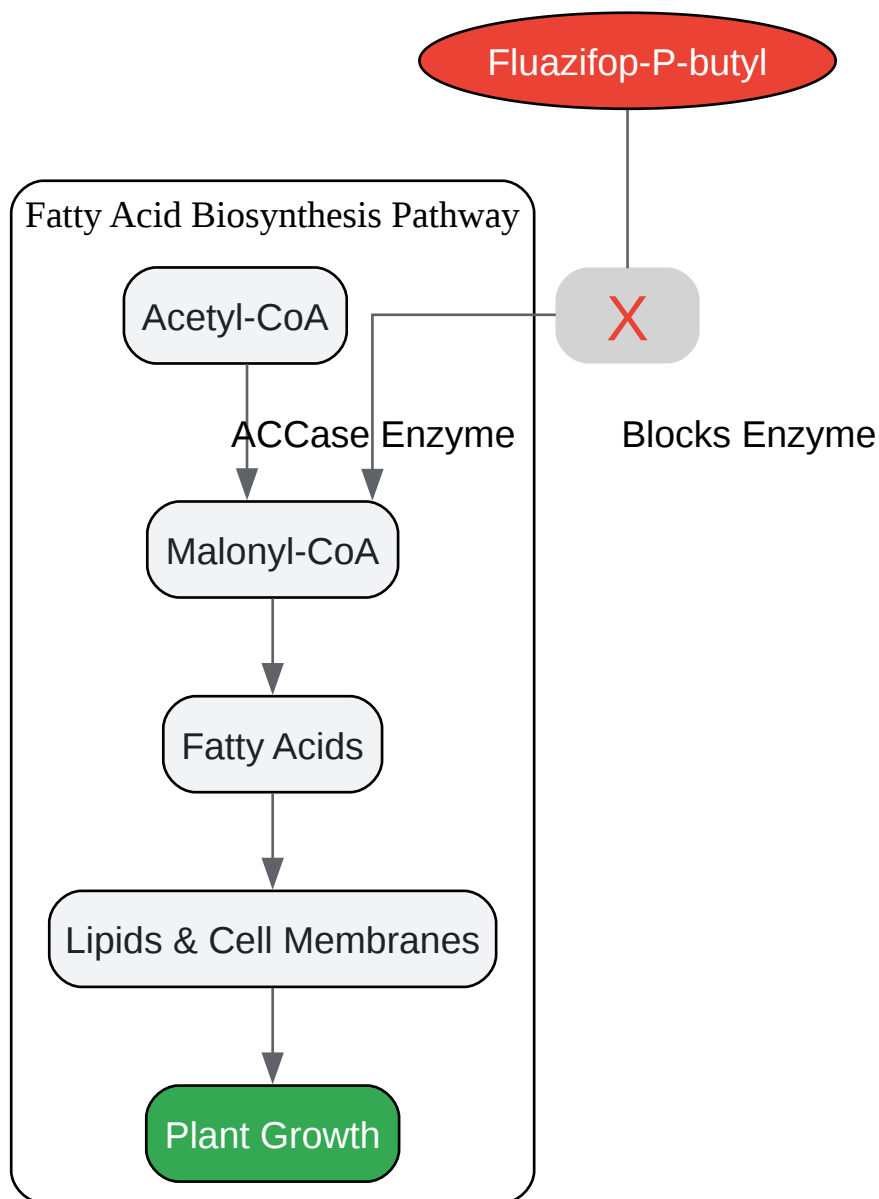 Fluazifop-P-butyl
Fatty Acid Biosynthesis Pathway
Acetyl-CoA
X
ACCase Enzyme
Blocks Enzyme
Malonyl-CoA
Fatty Acids
Lipids & Cell Membranes
Plant Growth